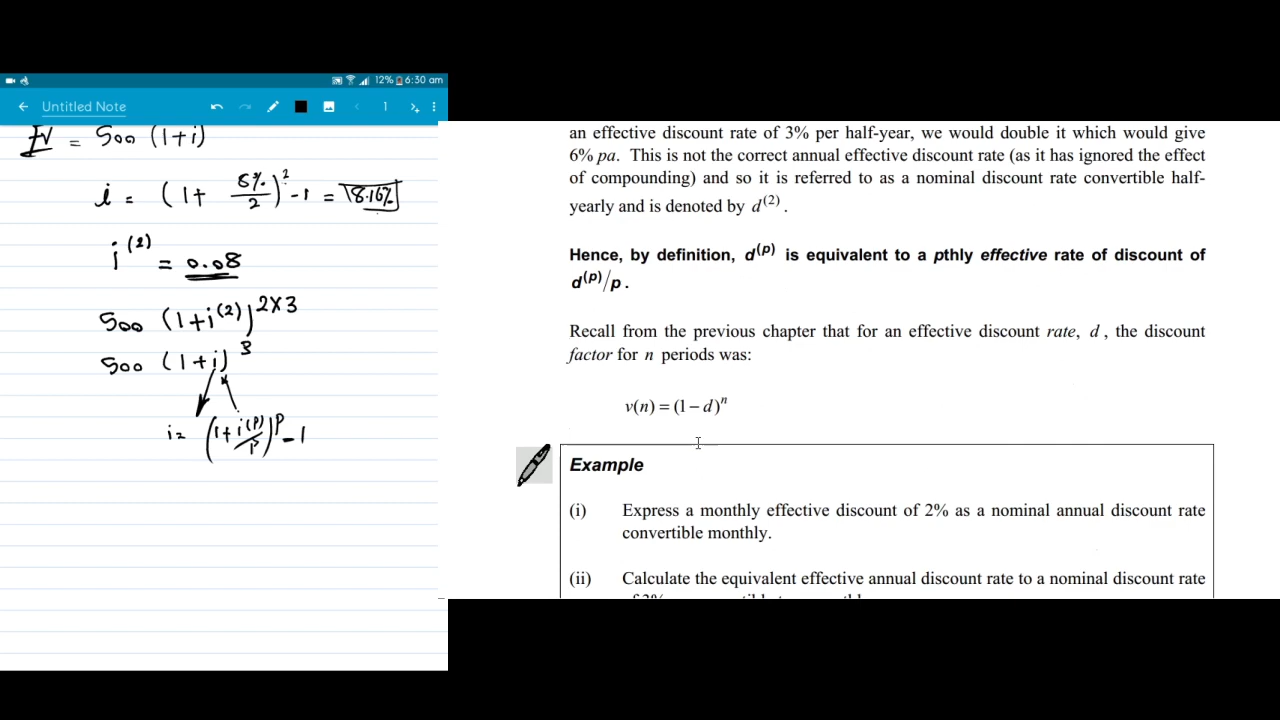 12% 6:30 am
Untitled Note
1
FV = 500 (1+i)
i = (1+ 8%/2)^2 - 1 = 8.16%
i^(2) = 0.08
500 (1+i^(2))^2×3
500 (1+i)^3
i= (1+ i^(P)/P)^P - 1
an effective discount rate of 3% per half-year, we would double it which would give
6% pa. This is not the correct annual effective discount rate (as it has ignored the effect
of compounding) and so it is referred to as a nominal discount rate convertible half-
yearly and is denoted by d^(2).
Hence, by definition, d^(p) is equivalent to a pthly effective rate of discount of
d^(p)/p.
Recall from the previous chapter that for an effective discount rate, d, the discount
factor for n periods was:
v(n) = (1 − d)^n
Example
(i) Express a monthly effective discount of 2% as a nominal annual discount rate
convertible monthly.
(ii) Calculate the equivalent effective annual discount rate to a nominal discount rate